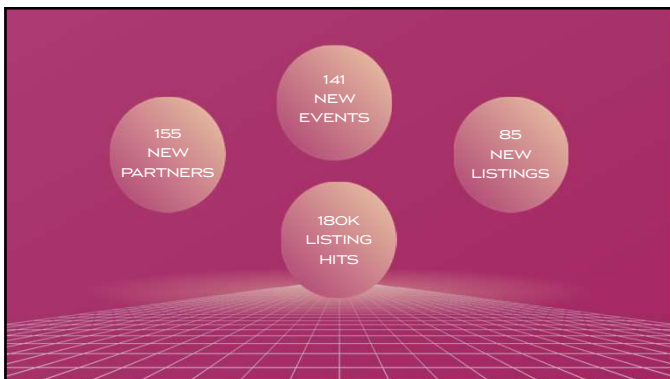 141
NEW
EVENTS
155
NEW
PARTNERS
85
NEW
LISTINGS
180K
LISTING
HITS